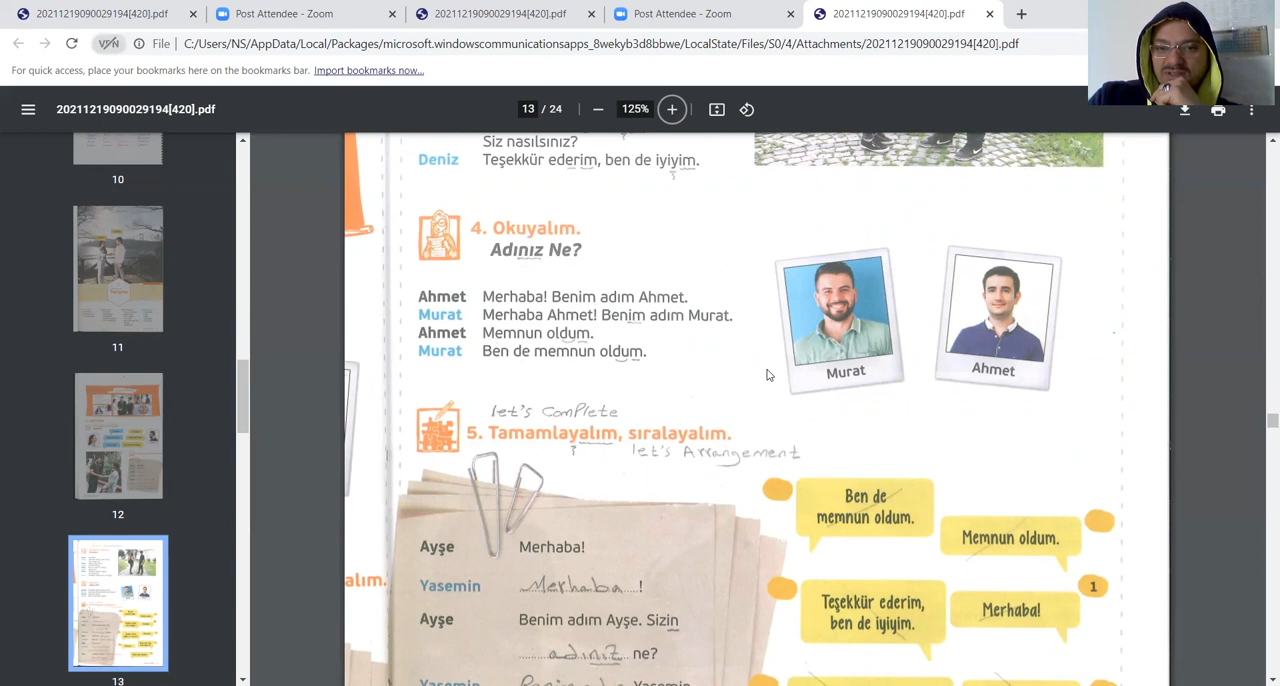 20211219090029194[420].pdf
Post Attendee - Zoom
20211219090029194[420].pdf
Post Attendee - Zoom
20211219090029194[420].pdf
VPN File C:/Users/NS/AppData/Local/Packages/microsoft.windowscommunicationsapps_8wekyb3d8bbwe/LocalState/Files/S0/4/Attachments/20211219090029194[420].pdf
For quick access, place your bookmarks here on the bookmarks bar. Import bookmarks now...
20211219090029194[420].pdf
13 / 24
125%
10
11
12
13
Siz nasılsınız?
Deniz Teşekkür ederim, ben de iyiyim.
4. Okuyalım.
Adınız Ne?
Ahmet Merhaba! Benim adım Ahmet.
Murat Merhaba Ahmet! Benim adım Murat.
Ahmet Memnun oldum.
Murat Ben de memnun oldum.
Murat
Ahmet
let's Complete
5. Tamamlayalım, sıralayalım.
let's Arrangement
alım.
Ayşe Merhaba!
Yasemin Merhaba!
Ayşe Benim adım Ayşe. Sizin
adınız ne?
Yasemin
Yasemin
Ben de
memnun oldum.
Memnun oldum.
Teşekkür ederim,
ben de iyiyim.
1
Merhaba!